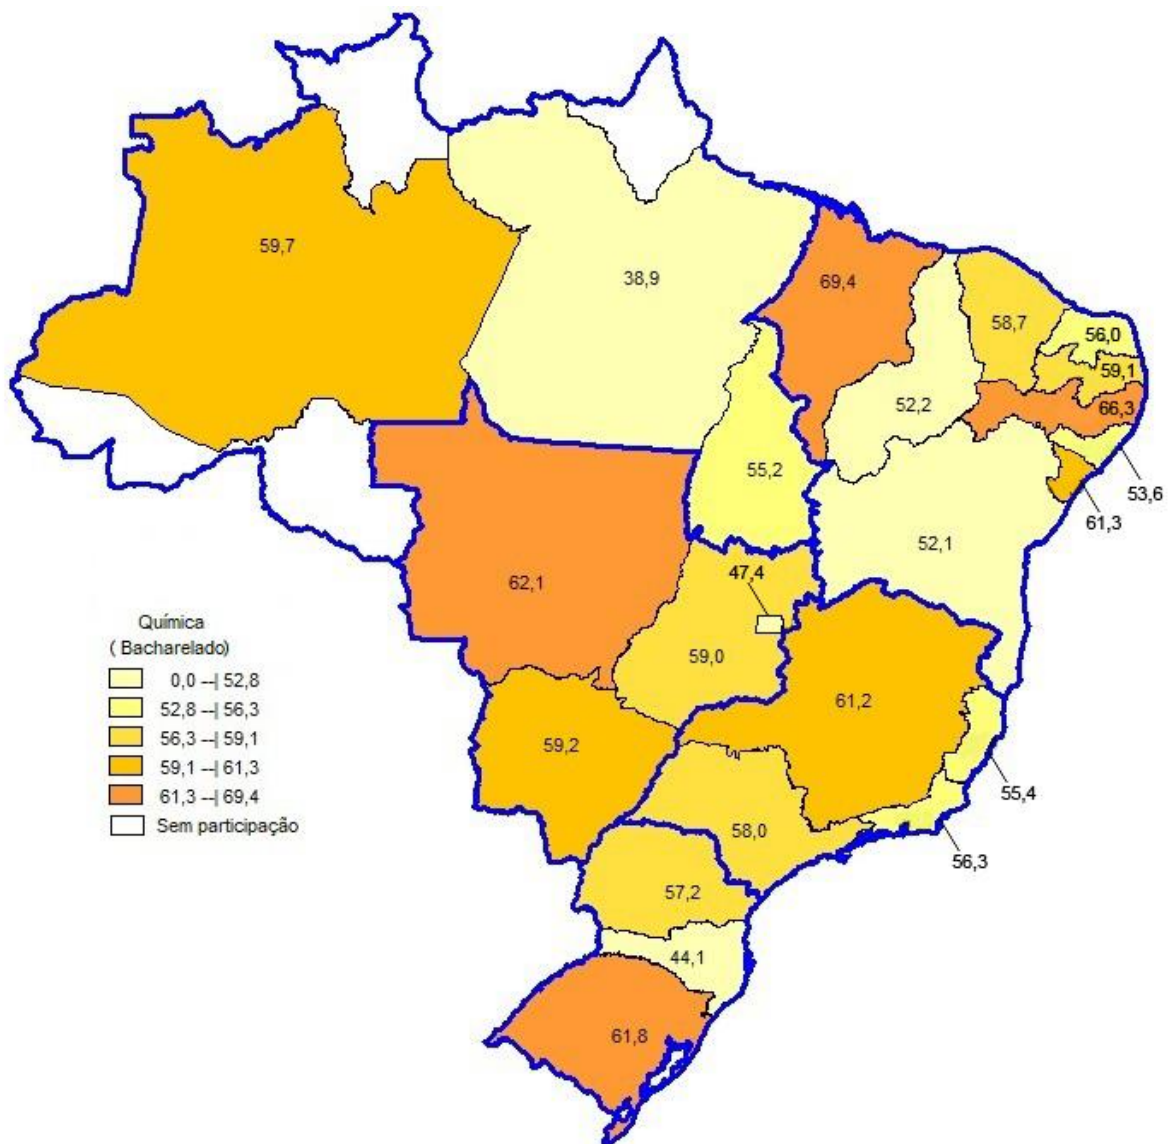 59,7
38,9
69,4
58,7
56,0
59,1
66,3
52,2
55,2
53,6
61,3
52,1
62,1
47,4
59,0
61,2
59,2
55,4
58,0
56,3
57,2
44,1
61,8
Química
( Bacharelado)
0,0 --| 52,8
52,8 --| 56,3
56,3 --| 59,1
59,1 --| 61,3
61,3 --| 69,4
Sem participação